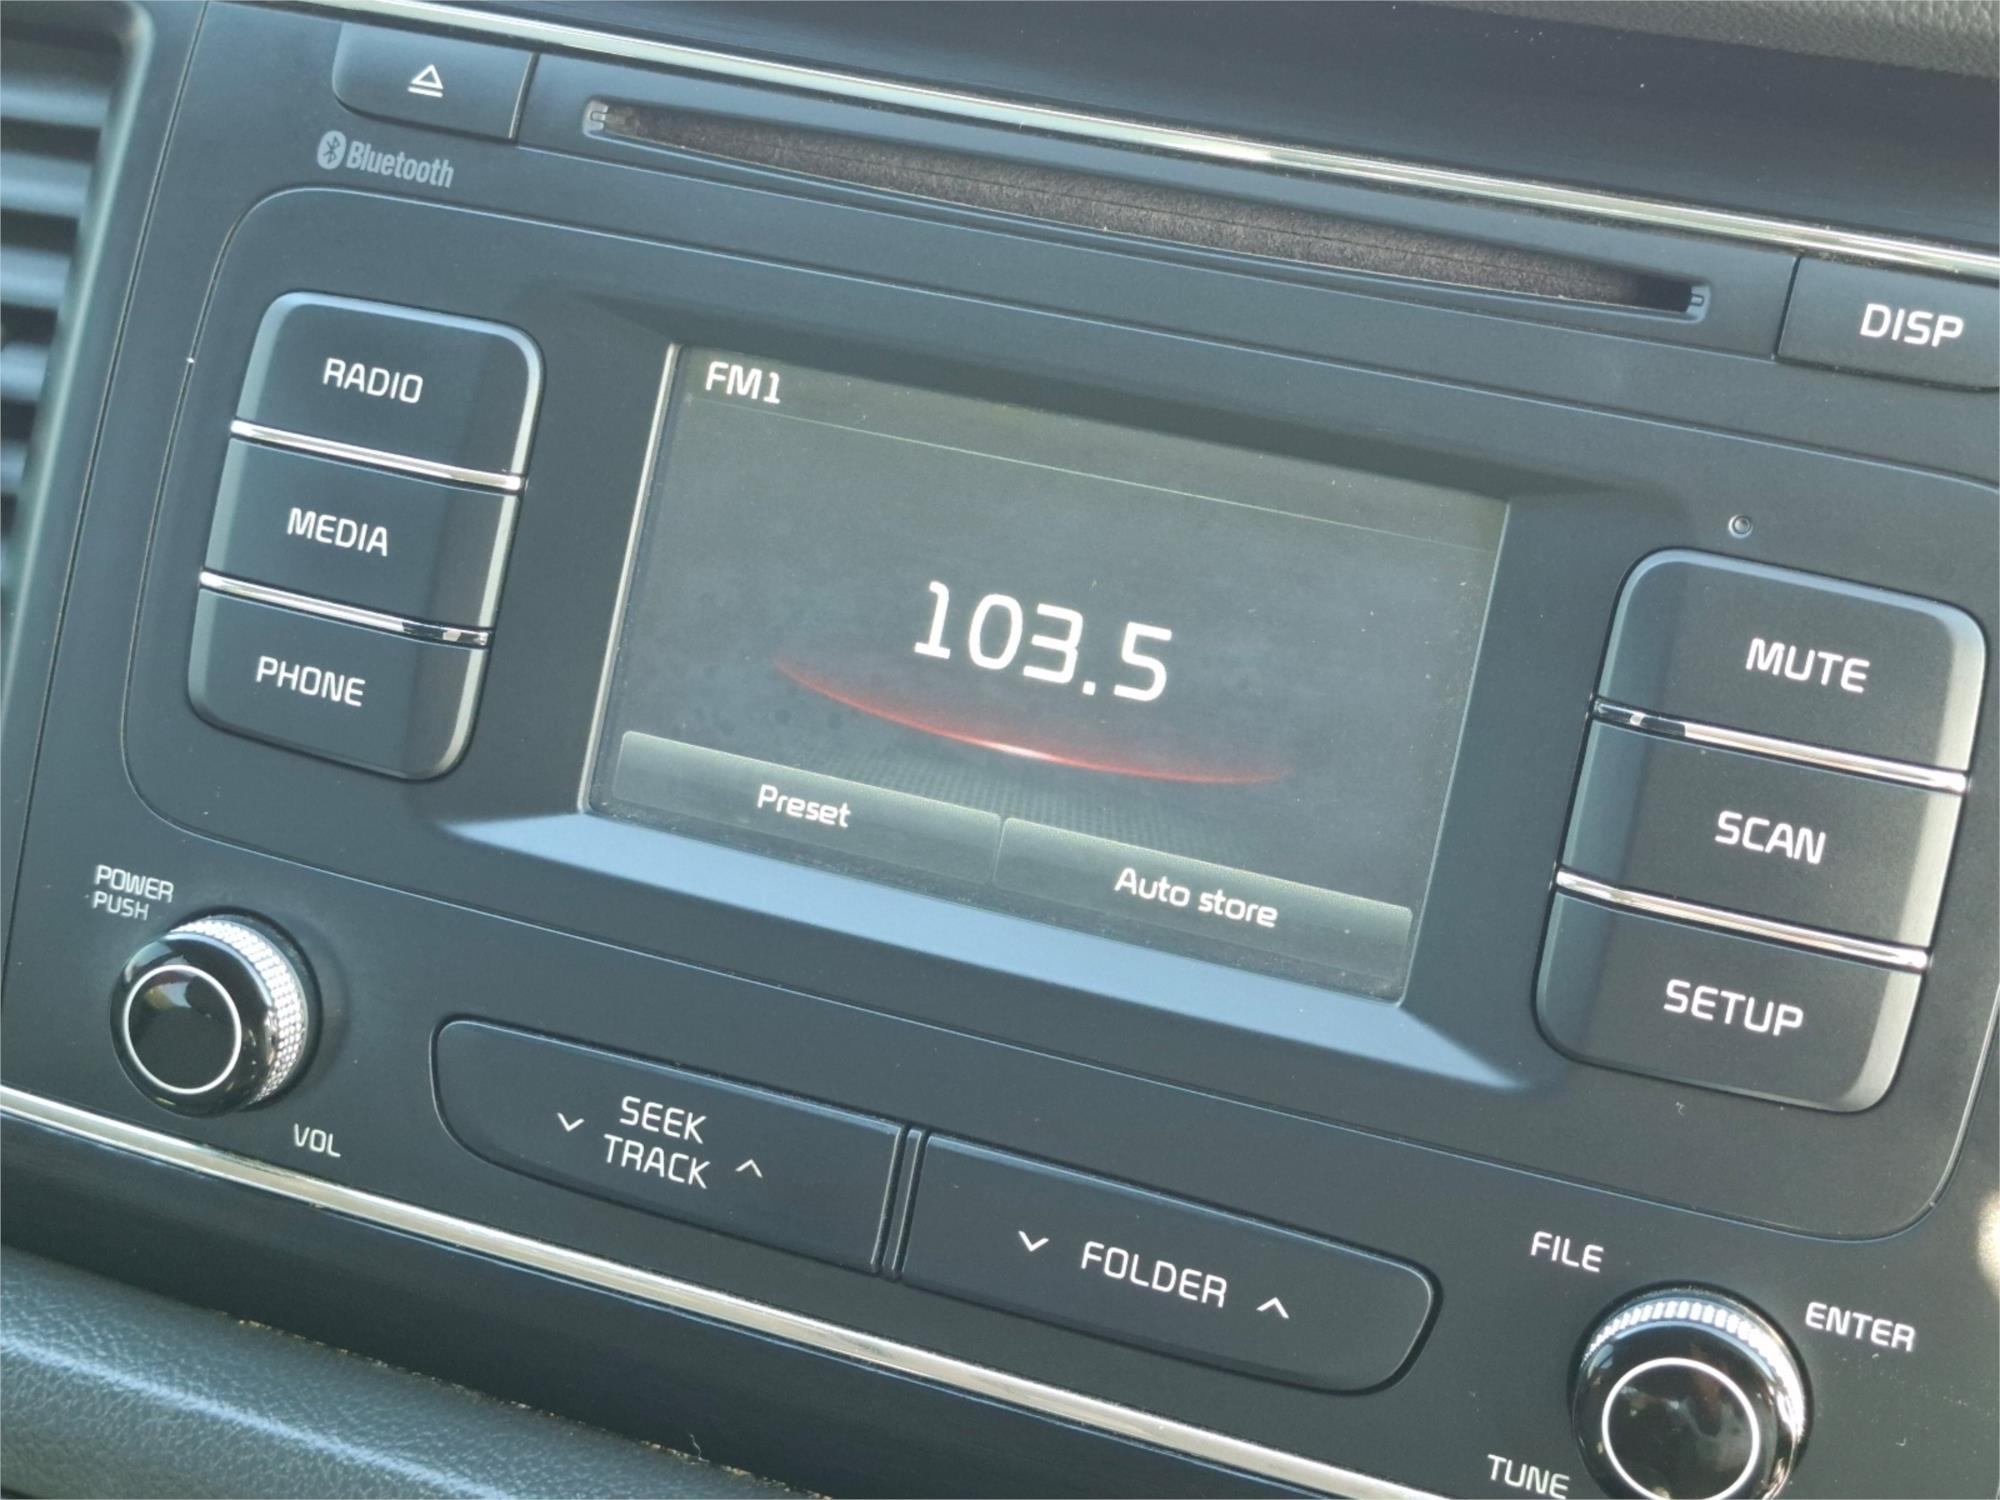 Bluetooth
DISP
RADIO
MEDIA
PHONE
FM1
103.5
Preset
Auto store
MUTE
SCAN
SETUP
POWER
PUSH
VOL
SEEK
TRACK
FOLDER
FILE
ENTER
TUNE